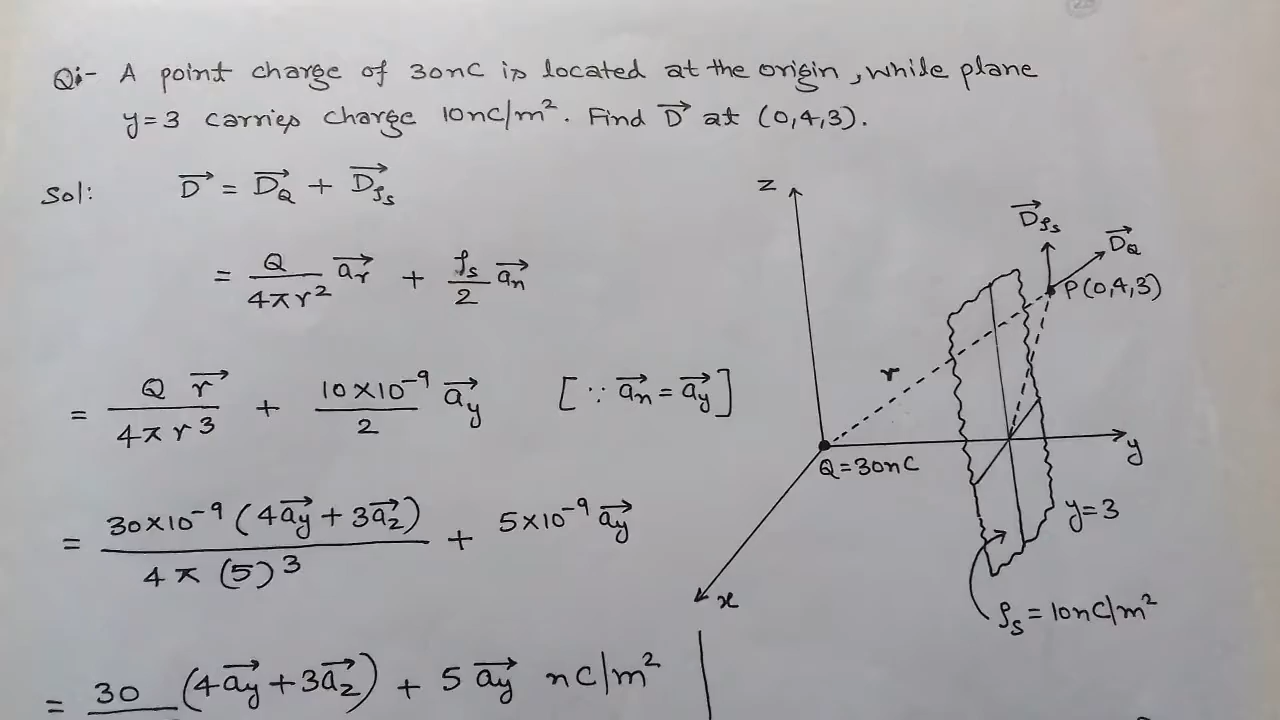 Q:- A point charge of 30nC is located at the origin, while plane
y=3 carries charge 10nC/m². Find D⃗ at (0,4,3).
Sol: D⃗ = D⃗_Q + D⃗_ρs
= Q/4πr² a⃗r + ρs/2 a⃗n
= Q r⃗/4πr³ + 10×10⁻⁹/2 a⃗y [∵ a⃗n = a⃗y]
= 30×10⁻⁹(4a⃗y + 3a⃗z)/4π(5)³ + 5×10⁻⁹ a⃗y
= 30 (4a⃗y + 3a⃗z) + 5 a⃗y nC/m²
z
D⃗ρs
D⃗Q
P(0,4,3)
r
Q=30nC
y
y=3
x
ρs = 10nC/m²